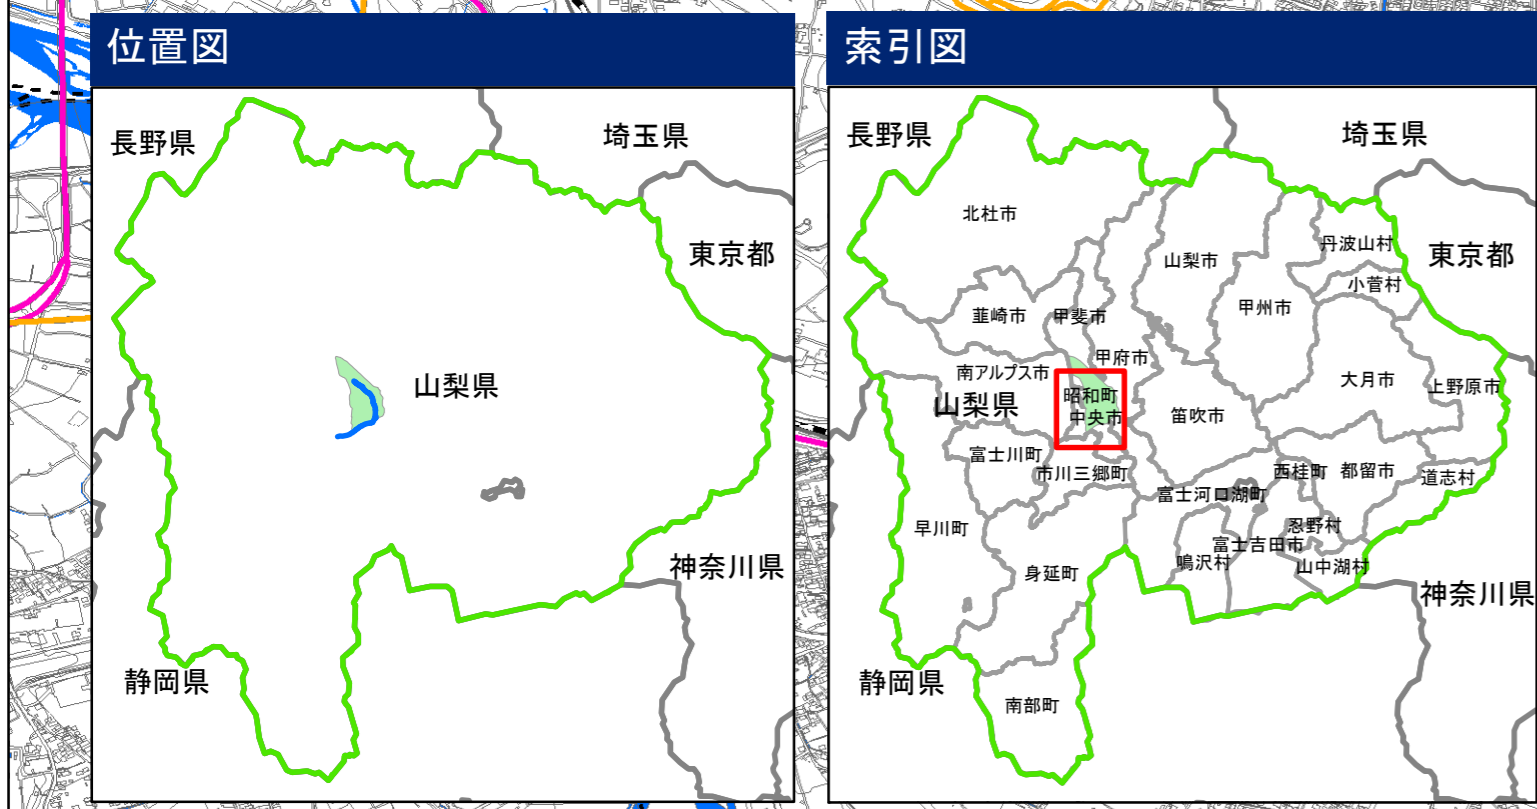 位置図
長野県
埼玉県
東京都
山梨県
神奈川県
静岡県
索引図
長野県
埼玉県
北杜市
丹波山村
東京都
山梨市
小菅村
甲州市
韮崎市
甲斐市
甲府市
南アルプス市
大月市
上野原市
昭和町
山梨県
中央市
笛吹市
富士川町
市川三郷町
西桂町
都留市
道志村
富士河口湖町
早川町
忍野村
富士吉田市
鳴沢村
山中湖村
身延町
神奈川県
静岡県
南部町